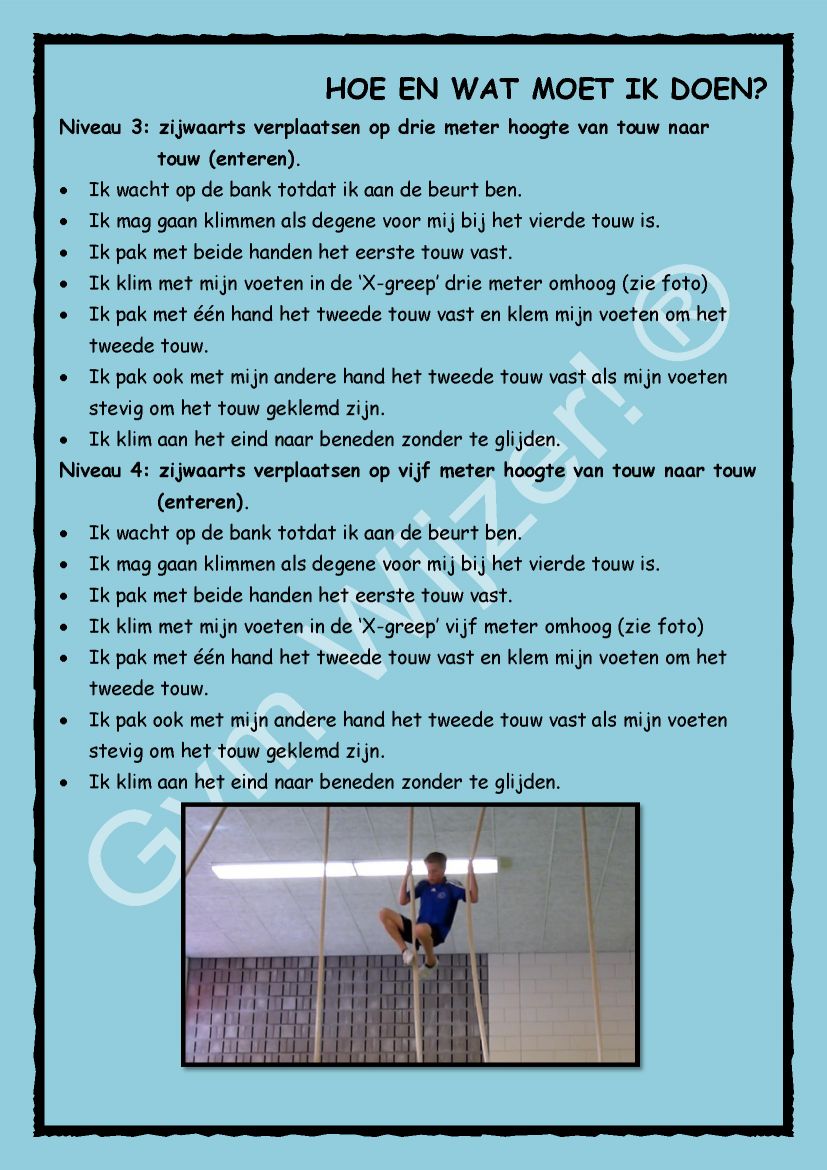 HOE EN WAT MOET IK DOEN?
Niveau 3: zijwaarts verplaatsen op drie meter hoogte van touw naar
touw (enteren).
• Ik wacht op de bank totdat ik aan de beurt ben.
• Ik mag gaan klimmen als degene voor mij bij het vierde touw is.
• Ik pak met beide handen het eerste touw vast.
• Ik klim met mijn voeten in de ‘X-greep’ drie meter omhoog (zie foto)
• Ik pak met één hand het tweede touw vast en klem mijn voeten om het
tweede touw.
• Ik pak ook met mijn andere hand het tweede touw vast als mijn voeten
stevig om het touw geklemd zijn.
• Ik klim aan het eind naar beneden zonder te glijden.
Niveau 4: zijwaarts verplaatsen op vijf meter hoogte van touw naar touw
(enteren).
• Ik wacht op de bank totdat ik aan de beurt ben.
• Ik mag gaan klimmen als degene voor mij bij het vierde touw is.
• Ik pak met beide handen het eerste touw vast.
• Ik klim met mijn voeten in de ‘X-greep’ vijf meter omhoog (zie foto)
• Ik pak met één hand het tweede touw vast en klem mijn voeten om het
tweede touw.
• Ik pak ook met mijn andere hand het tweede touw vast als mijn voeten
stevig om het touw geklemd zijn.
• Ik klim aan het eind naar beneden zonder te glijden.
Gym Wijzer! ®